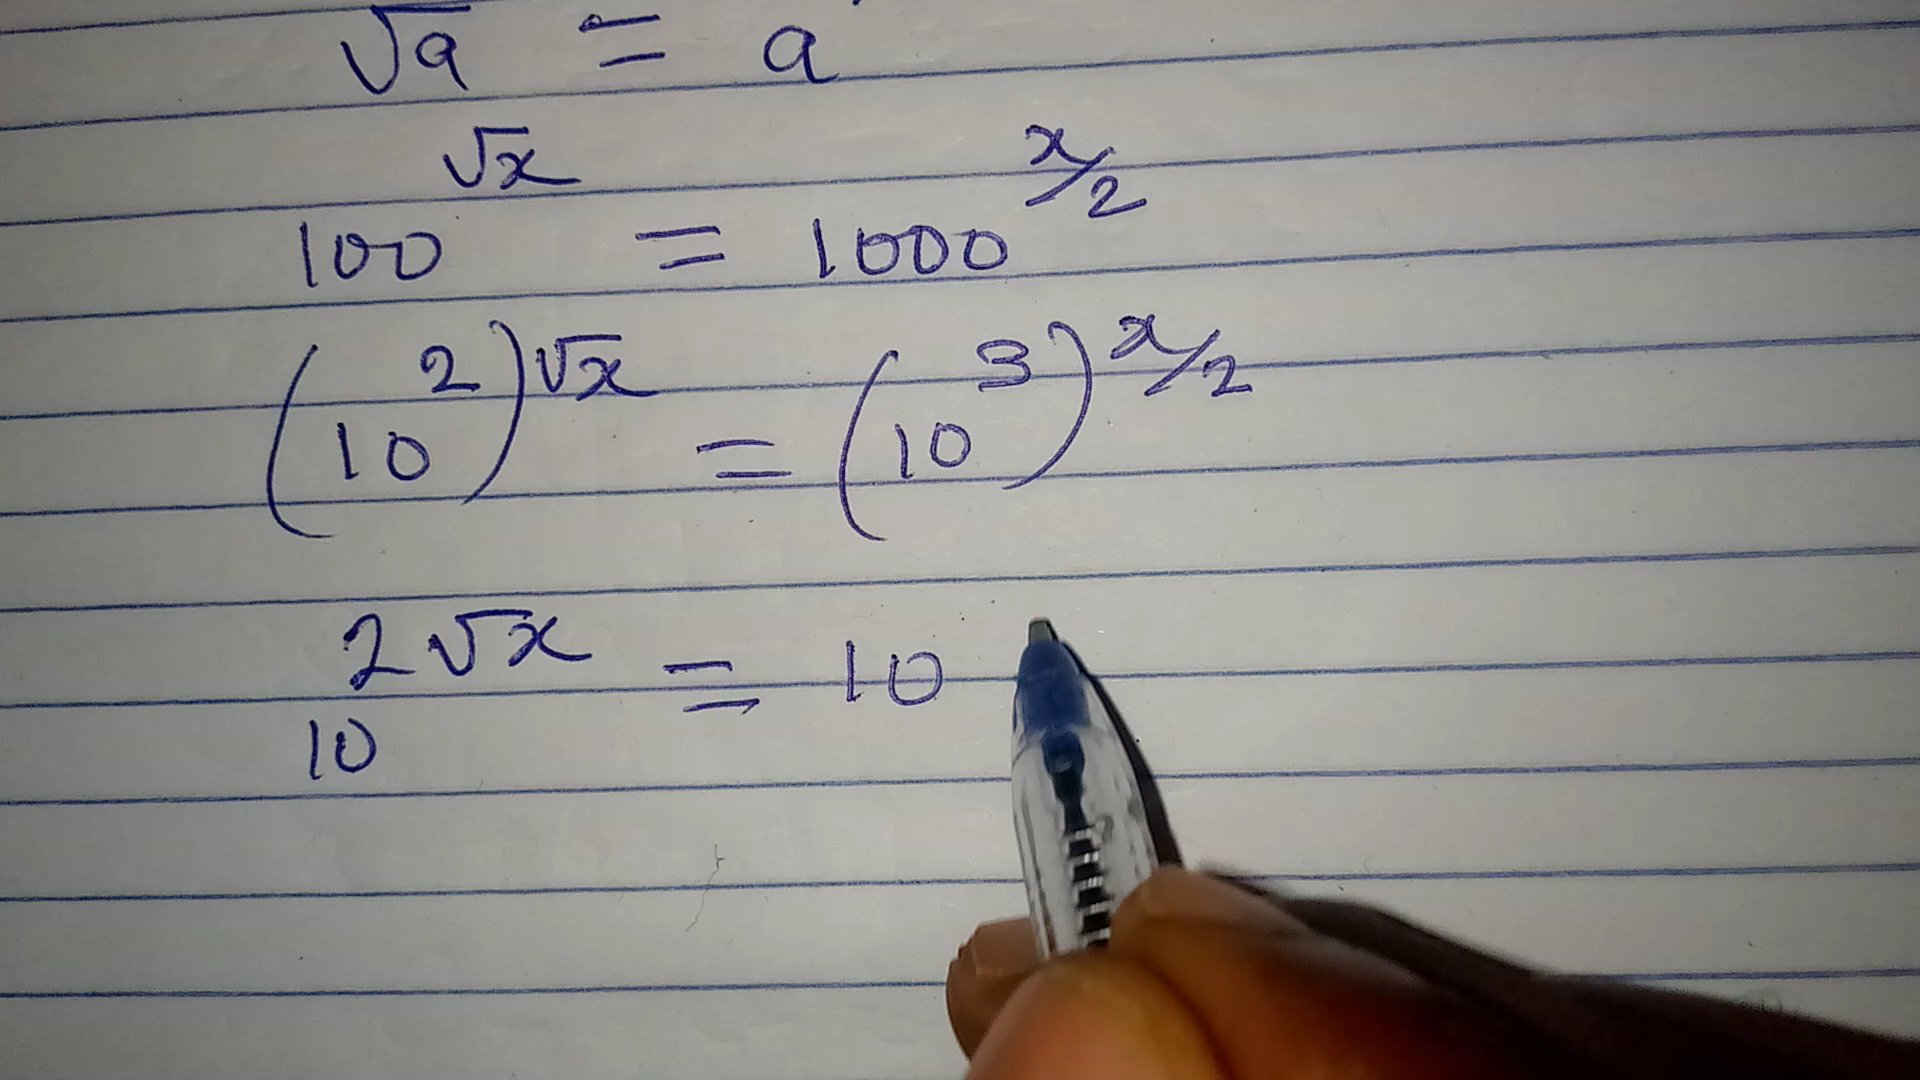 √a = a
100^√x = 1000^x/2
(10^2)^√x = (10^3)^x/2
10^2√x = 10